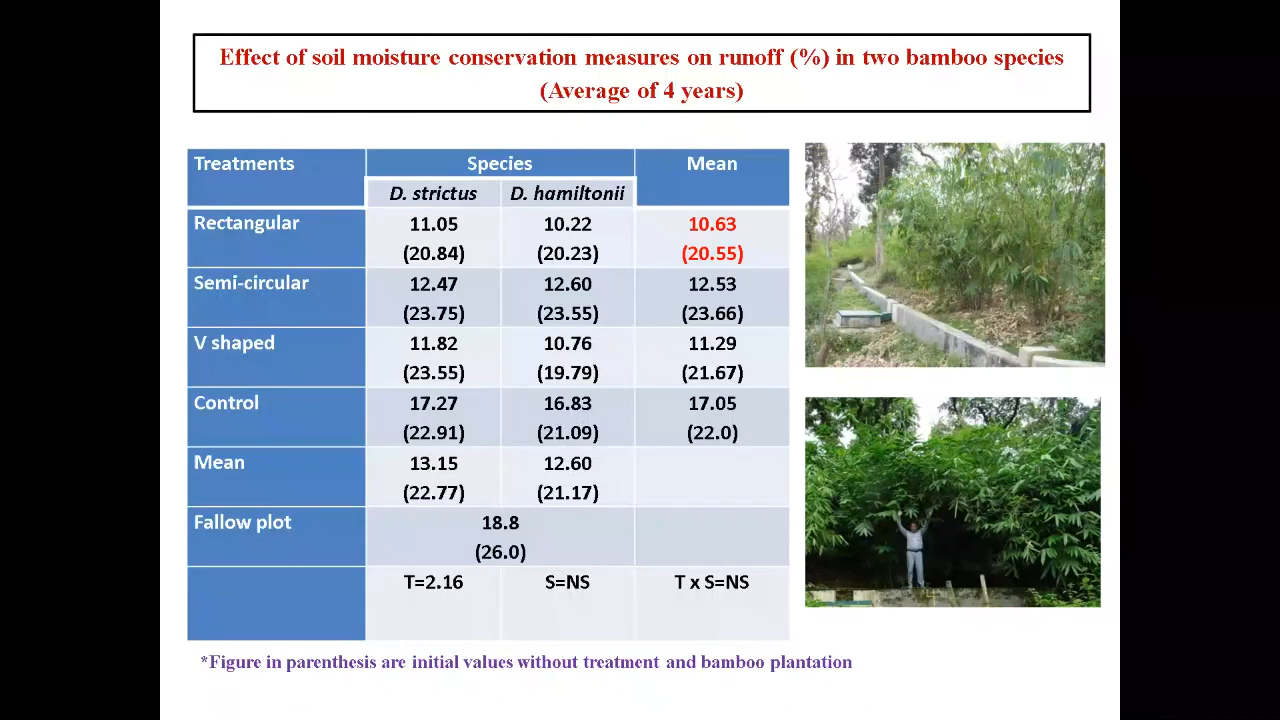 Effect of soil moisture conservation measures on runoff (%) in two bamboo species
(Average of 4 years)
Treatments Species Mean
D. strictus D. hamiltonii
Rectangular 11.05 10.22 10.63
(20.84) (20.23) (20.55)
Semi-circular 12.47 12.60 12.53
(23.75) (23.55) (23.66)
V shaped 11.82 10.76 11.29
(23.55) (19.79) (21.67)
Control 17.27 16.83 17.05
(22.91) (21.09) (22.0)
Mean 13.15 12.60
(22.77) (21.17)
Fallow plot 18.8
(26.0)
T=2.16 S=NS T x S=NS
*Figure in parenthesis are initial values without treatment and bamboo plantation